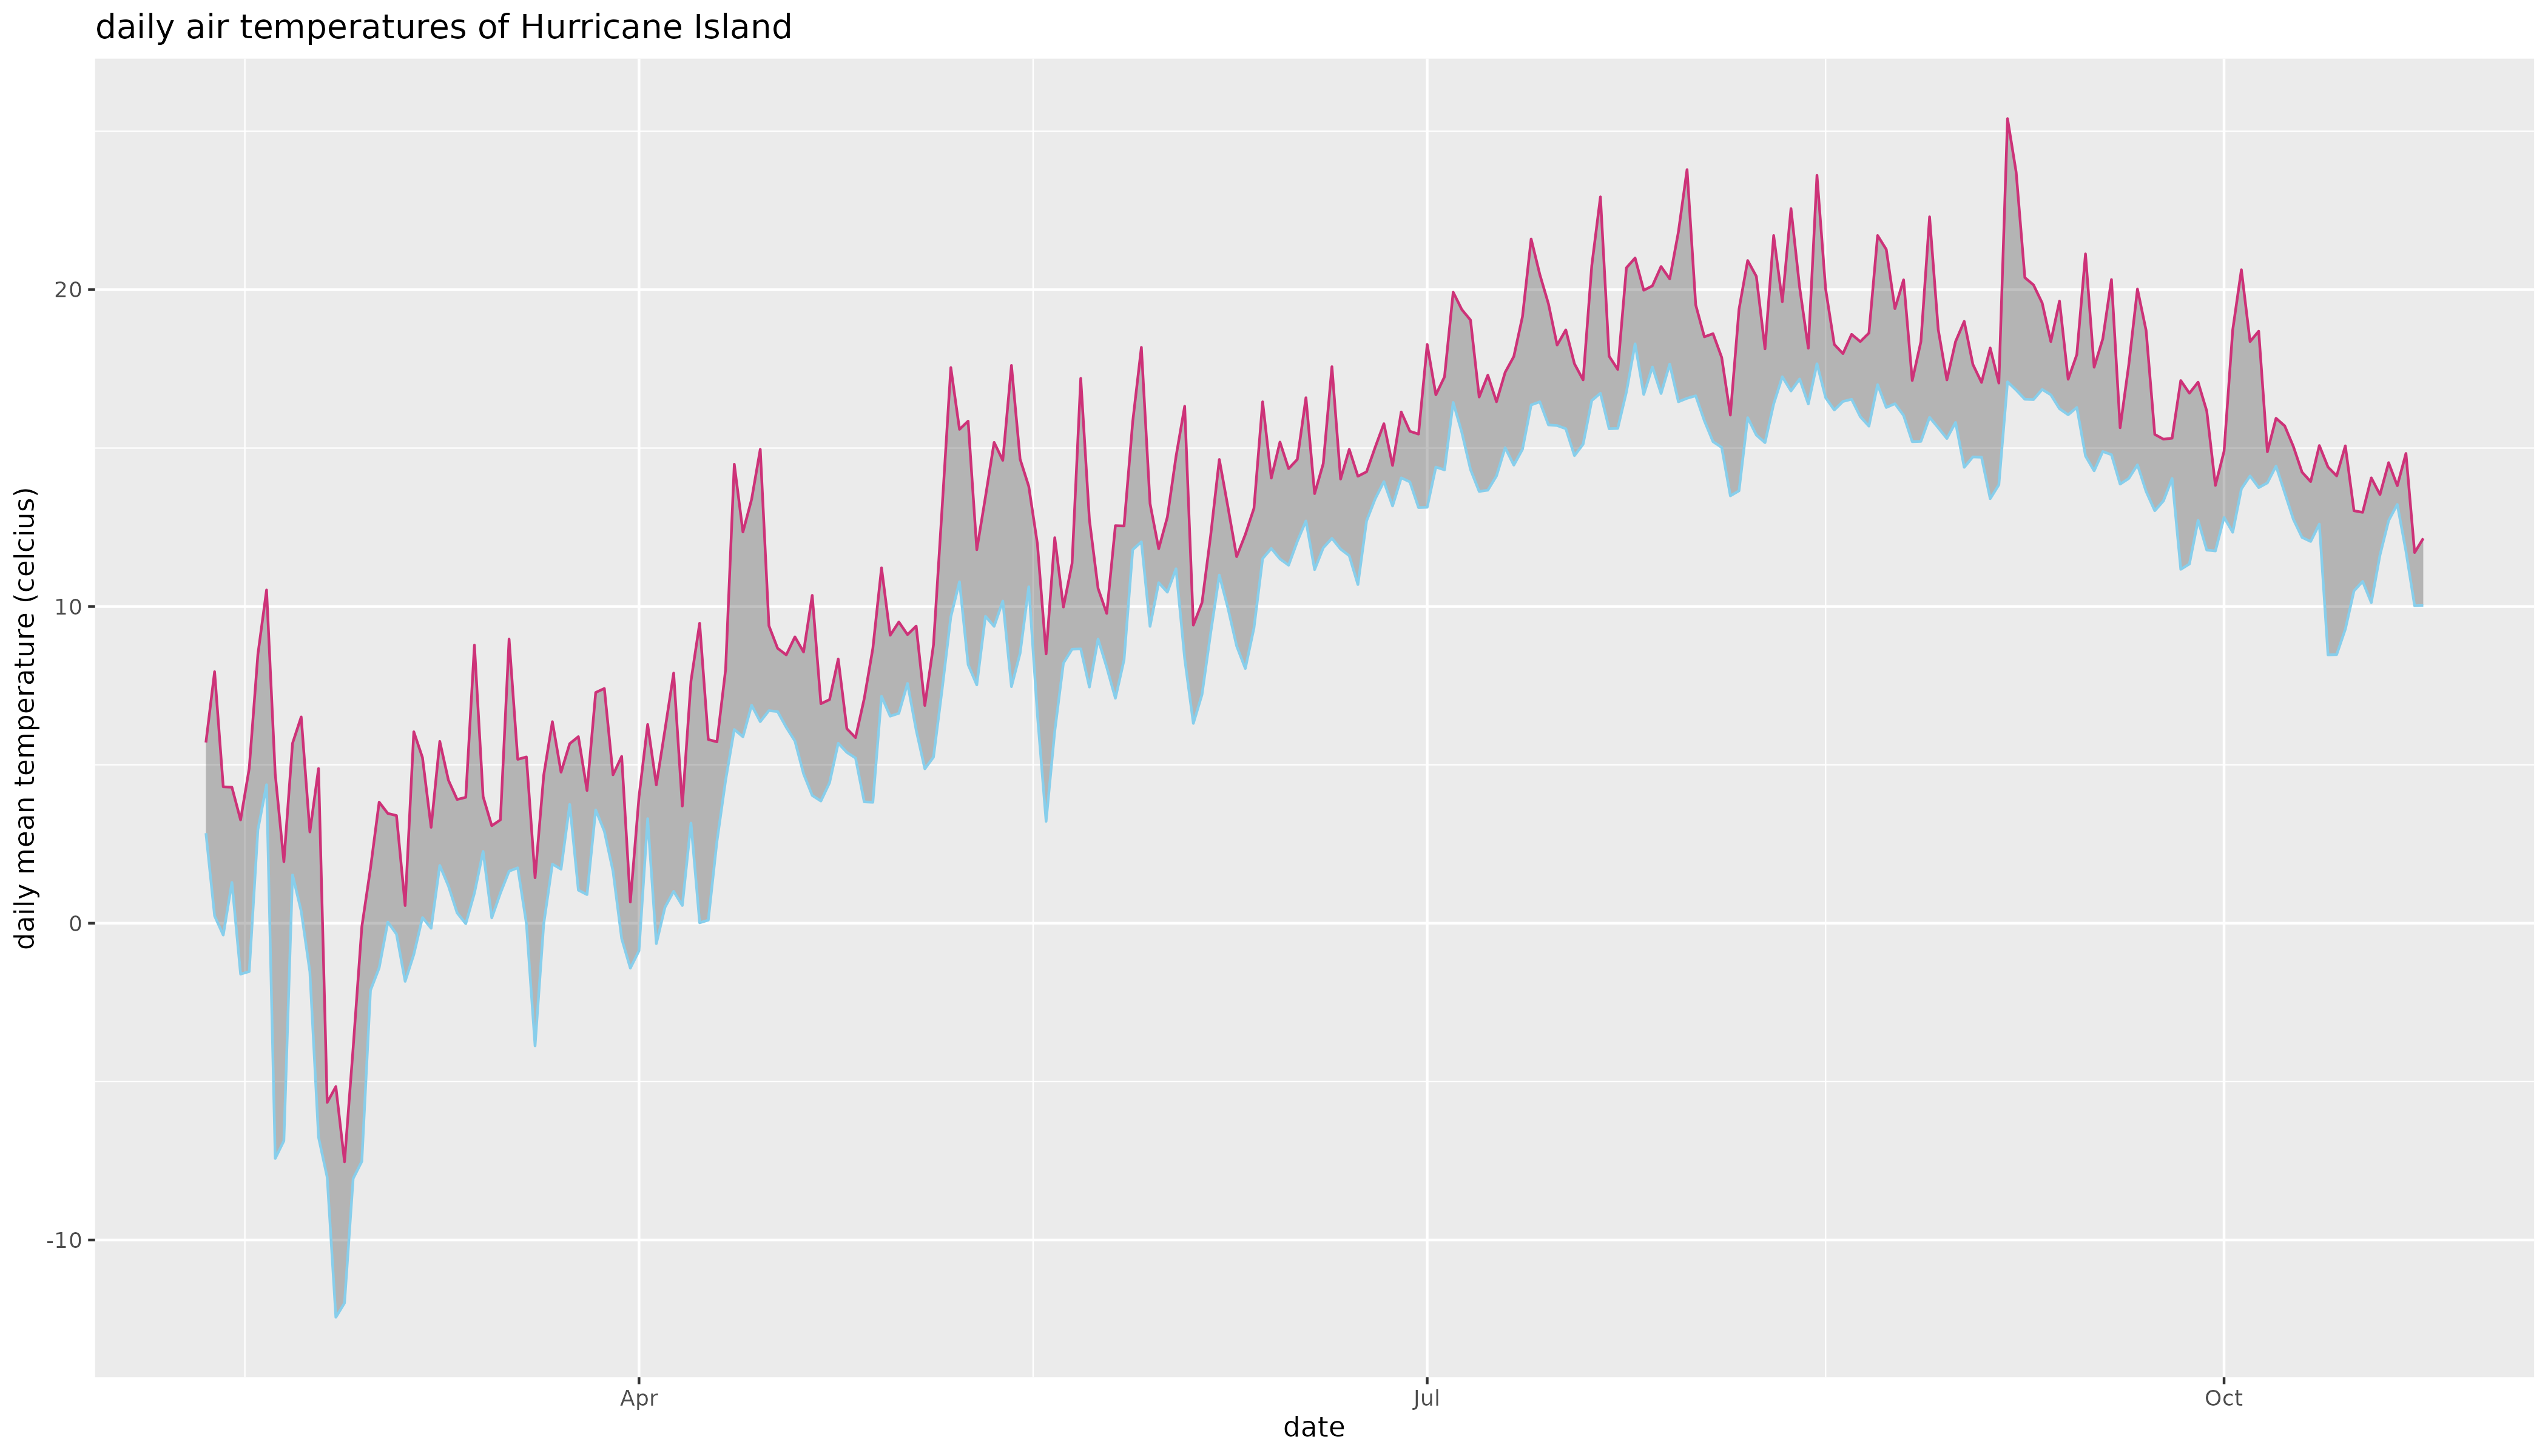 daily air temperatures of Hurricane Island
daily mean temperature (celcius)
20
10
0
-10
Apr
Jul
Oct
date